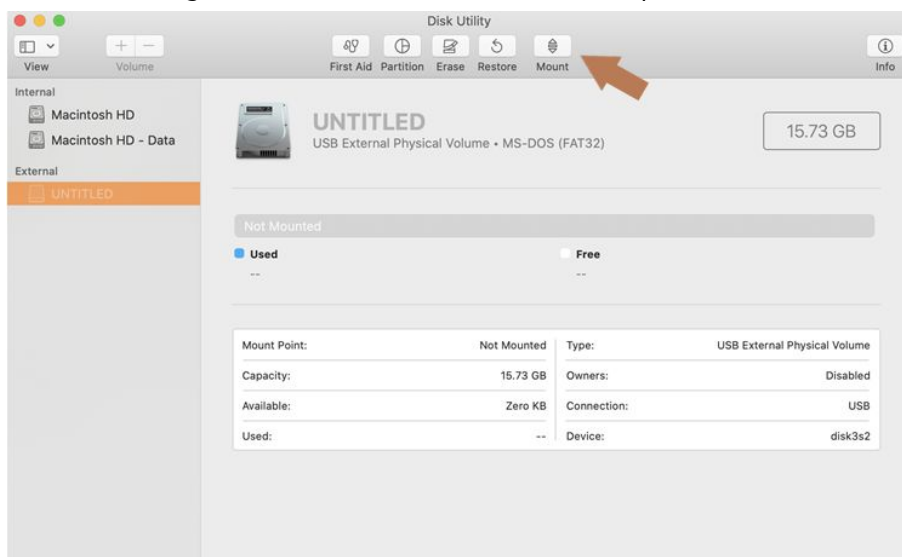 Disk Utility
View Volume First Aid Partition Erase Restore Mount Info
Internal
Macintosh HD
Macintosh HD - Data
External
UNTITLED
UNTITLED
USB External Physical Volume • MS-DOS (FAT32)
15.73 GB
Not Mounted
Used Free
-- --
Mount Point: Not Mounted Type: USB External Physical Volume
Capacity: 15.73 GB Owners: Disabled
Available: Zero KB Connection: USB
Used: -- Device: disk3s2